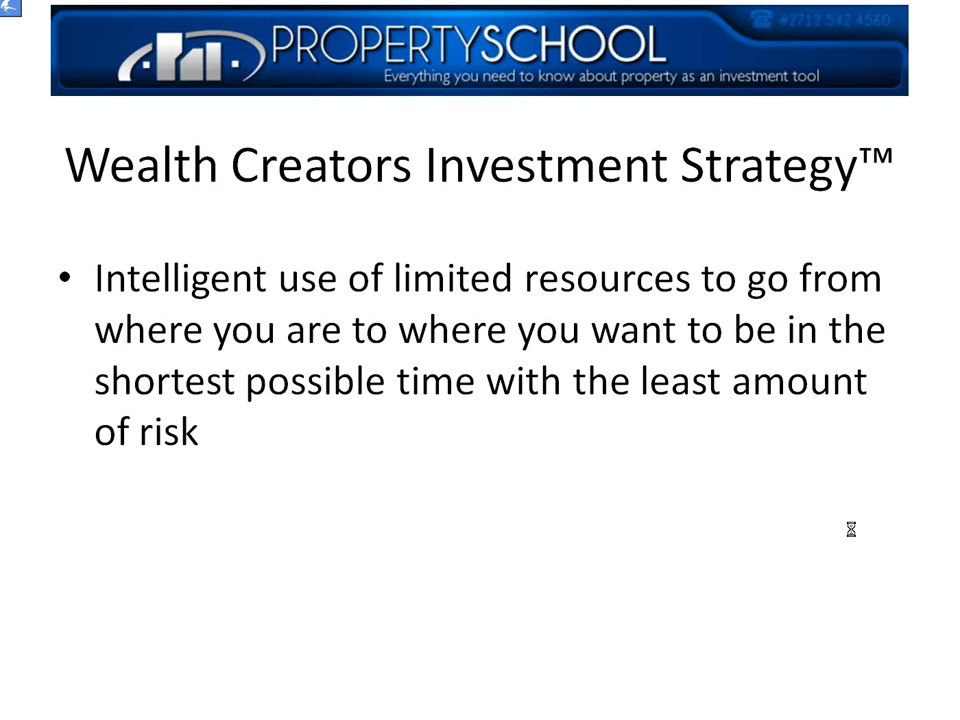 #2712 542 4560
PROPERTYSCHOOL
Everything you need to know about property as an investment tool
Wealth Creators Investment Strategy™
• Intelligent use of limited resources to go from
where you are to where you want to be in the
shortest possible time with the least amount
of risk